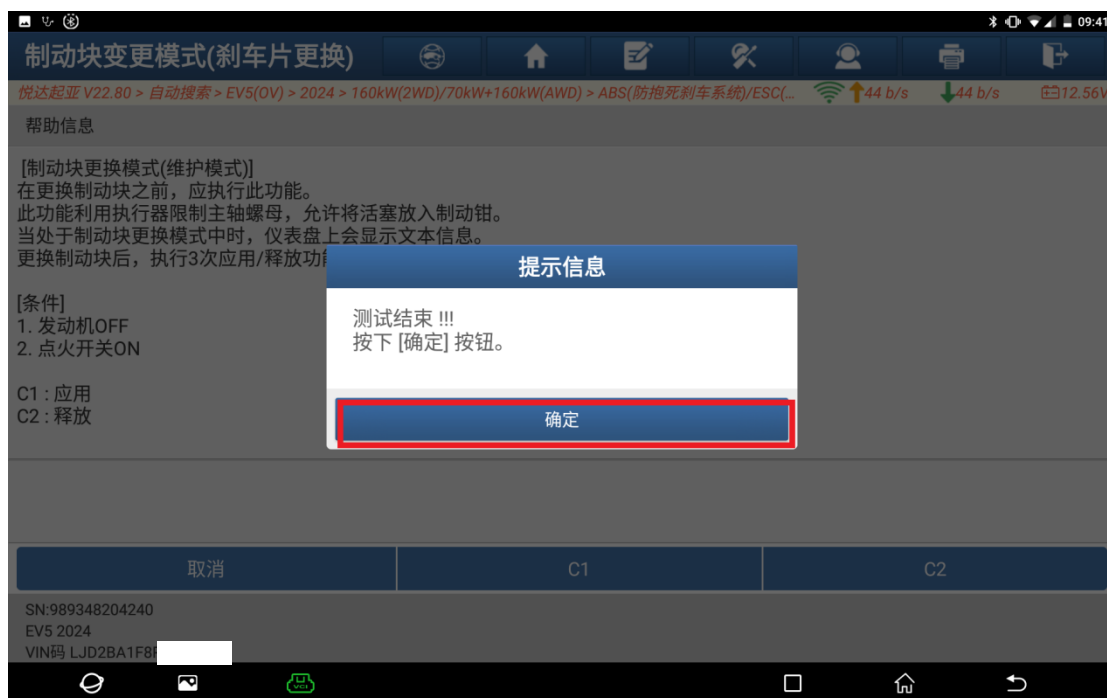 09:41
制动块变更模式(刹车片更换)
悦达起亚 V22.80 > 自动搜索 > EV5(OV) > 2024 > 160kW(2WD)/70kW+160kW(AWD) > ABS(防抱死刹车系统)/ESC(... 44 b/s 44 b/s 12.56V
帮助信息
[制动块更换模式(维护模式)]
在更换制动块之前，应执行此功能。
此功能利用执行器限制主轴螺母，允许将活塞放入制动钳。
当处于制动块更换模式中时，仪表盘上会显示文本信息。
更换制动块后，执行3次应用/释放功
[条件]
1. 发动机OFF
2. 点火开关ON
C1 : 应用
C2 : 释放
提示信息
测试结束 !!!
按下 [确定] 按钮。
确定
取消 C1 C2
SN:989348204240
EV5 2024
VIN码 LJD2BA1F8
VCI